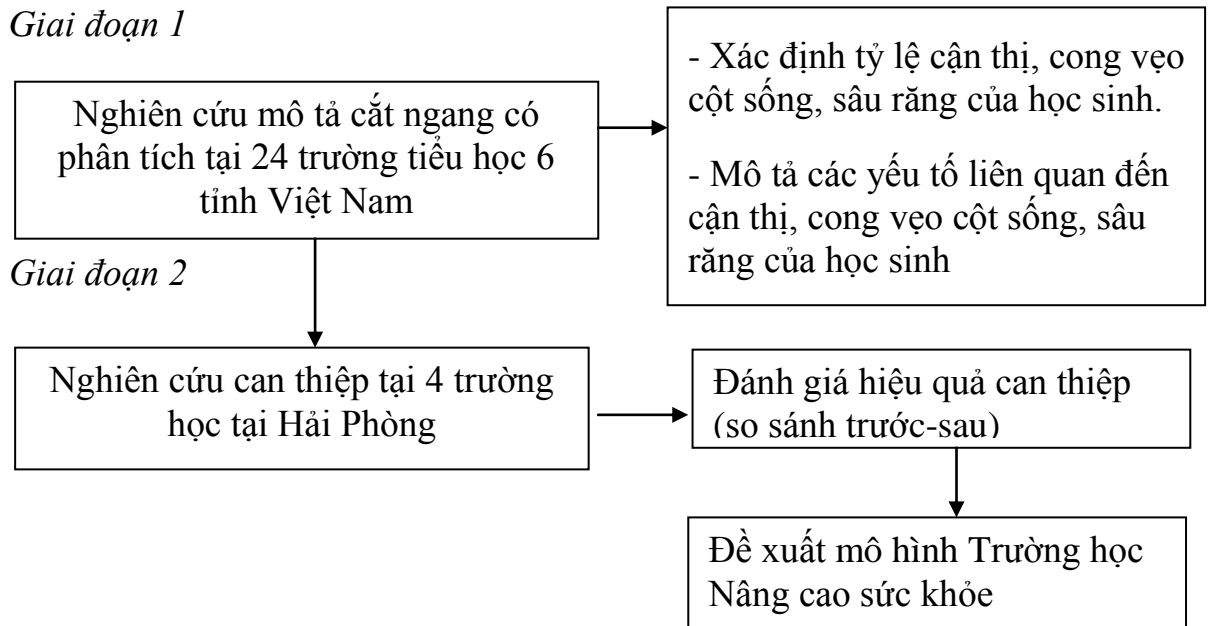 Giai đoạn 1
Nghiên cứu mô tả cắt ngang có
phân tích tại 24 trường tiểu học 6
tỉnh Việt Nam
- Xác định tỷ lệ cận thị, cong vẹo
cột sống, sâu răng của học sinh.
- Mô tả các yếu tố liên quan đến
cận thị, cong vẹo cột sống, sâu
răng của học sinh
Giai đoạn 2
Nghiên cứu can thiệp tại 4 trường
học tại Hải Phòng
Đánh giá hiệu quả can thiệp
(so sánh trước-sau)
Đề xuất mô hình Trường học
Nâng cao sức khỏe